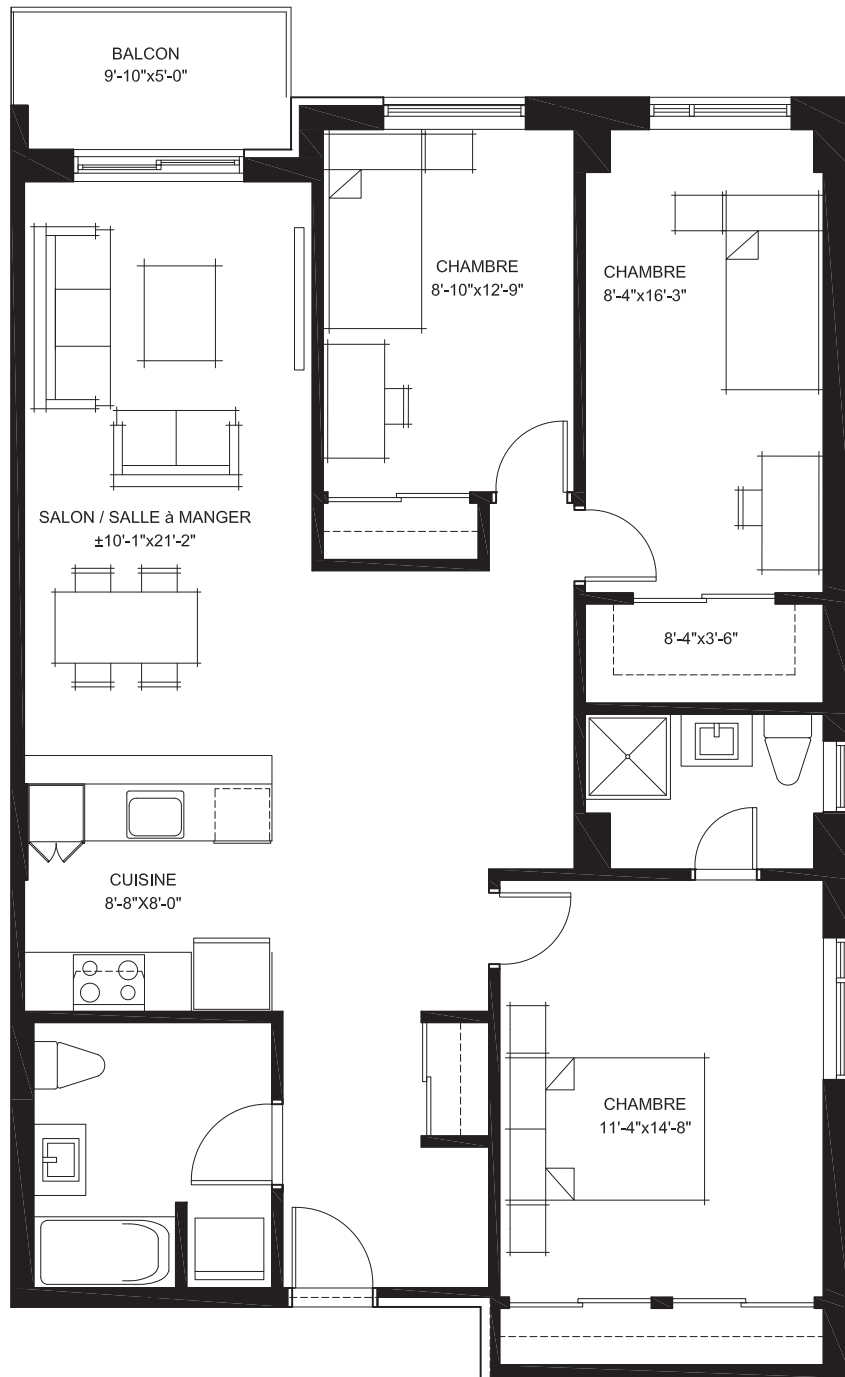 BALCON
9'-10"x5'-0"
CHAMBRE
8'-10"x12'-9"
CHAMBRE
8'-4"x16'-3"
SALON / SALLE à MANGER
±10'-1"x21'-2"
8'-4"x3'-6"
CUISINE
8'-8"X8'-0"
CHAMBRE
11'-4"x14'-8"